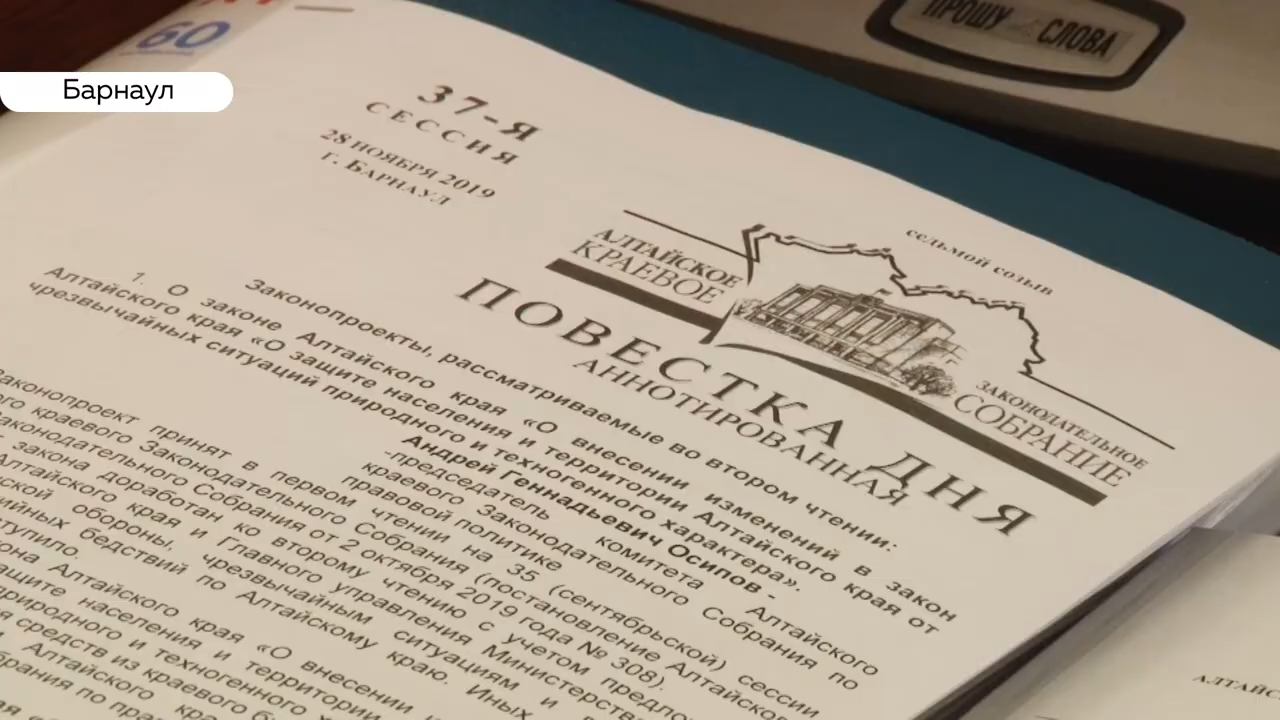 60
ПРОШУ СЛОВА
Барнаул
37-Я
СЕССИЯ
28 НОЯБРЯ 2019
г. БАРНАУЛ
седьмой созыв
АЛТАЙСКОЕ
КРАЕВОЕ
ЗАКОНОДАТЕЛЬНОЕ
СОБРАНИЕ
ПОВЕСТКА ДНЯ
АННОТИРОВАННАЯ
Законопроекты, рассматриваемые во втором чтении:
1. О законе Алтайского края «О внесении изменений в закон
Алтайского края «О защите населения и территории Алтайского края от
чрезвычайных ситуаций природного и техногенного характера».
Андрей Геннадьевич Осипов -
-председатель комитета Алтайского
краевого Законодательного Собрания по
правовой политике
принят в первом чтении на 35 (сентябрьской) сессии
краевого Законодательного Собрания (постановление Алтайского
Законодательного Собрания от 2 октября 2019 года № 308).
закона доработан ко второму чтению с учетом
Алтайского края и Главного управления Министерства
обороны, чрезвычайным ситуациям и
бедствий по Алтайскому краю. Иных
Алтайского края «О внесении
населения и территории
природного и техногенного
средств из краевого
Алтайского
по